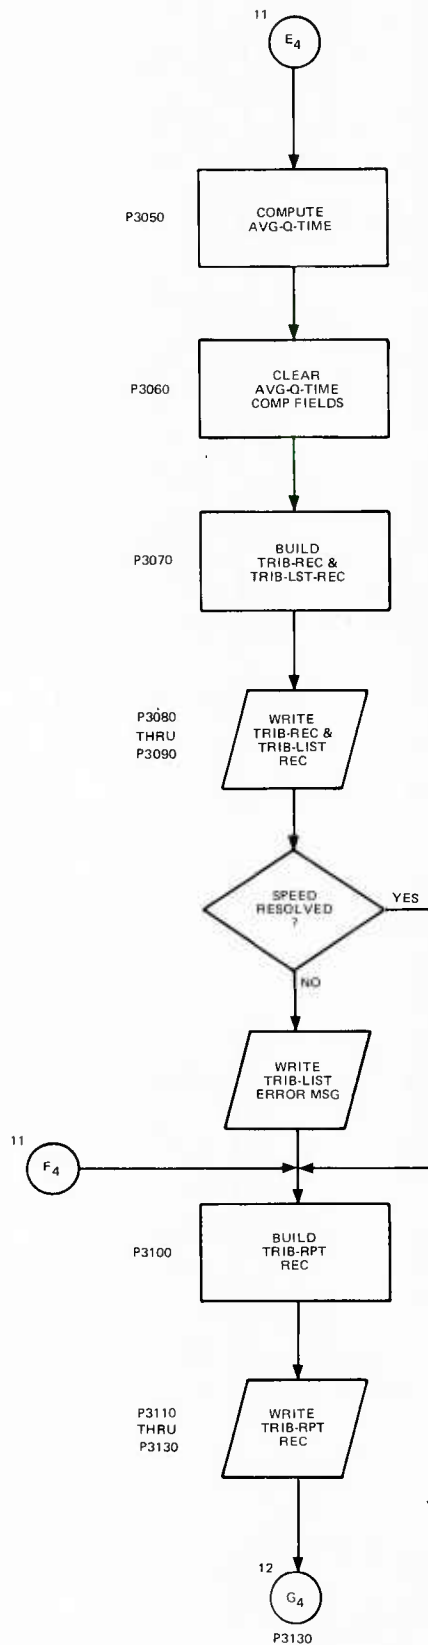 11
E4
P3050
COMPUTE
AVG-Q-TIME
P3060
CLEAR
AVG-Q-TIME
COMP FIELDS
P3070
BUILD
TRIB-REC &
TRIB-LST-REC
P3080
THRU
P3090
WRITE
TRIB-REC &
TRIB-LIST
REC
SPEED
RESOLVED
?
YES
NO
WRITE
TRIB-LIST
ERROR MSG
11
F4
P3100
BUILD
TRIB-RPT
REC
P3110
THRU
P3130
WRITE
TRIB-RPT
REC
12
G4
P3130